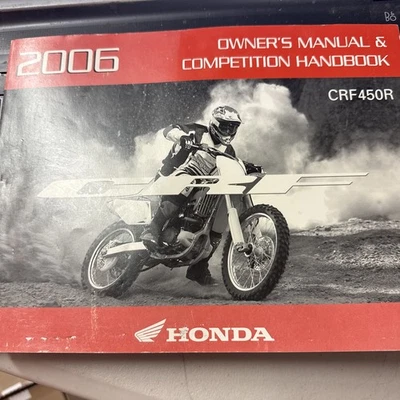 2006
OWNER'S MANUAL &
COMPETITION HANDBOOK
CRF450R
HONDA